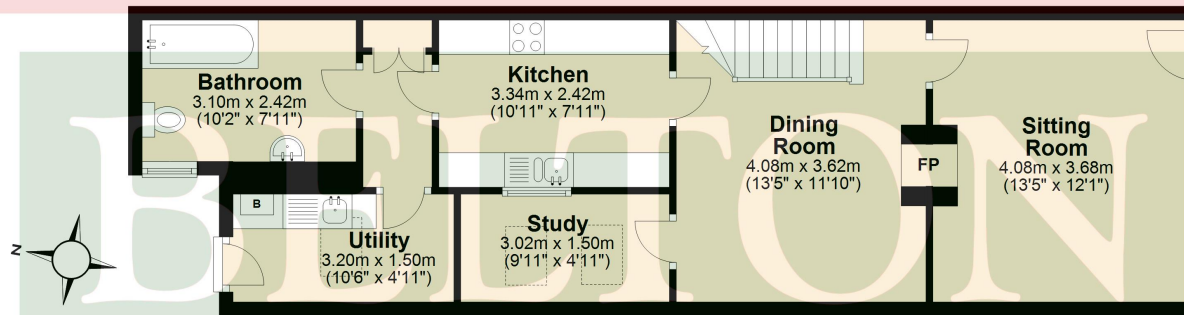 Bathroom
3.10m x 2.42m
(10'2" x 7'11")
Kitchen
3.34m x 2.42m
(10'11" x 7'11")
Dining
Room
4.08m x 3.62m
(13'5" x 11'10")
FP
Sitting
Room
4.08m x 3.68m
(13'5" x 12'1")
B
Utility
3.20m x 1.50m
(10'6" x 4'11")
Study
3.02m x 1.50m
(9'11" x 4'11")
N
BELTON